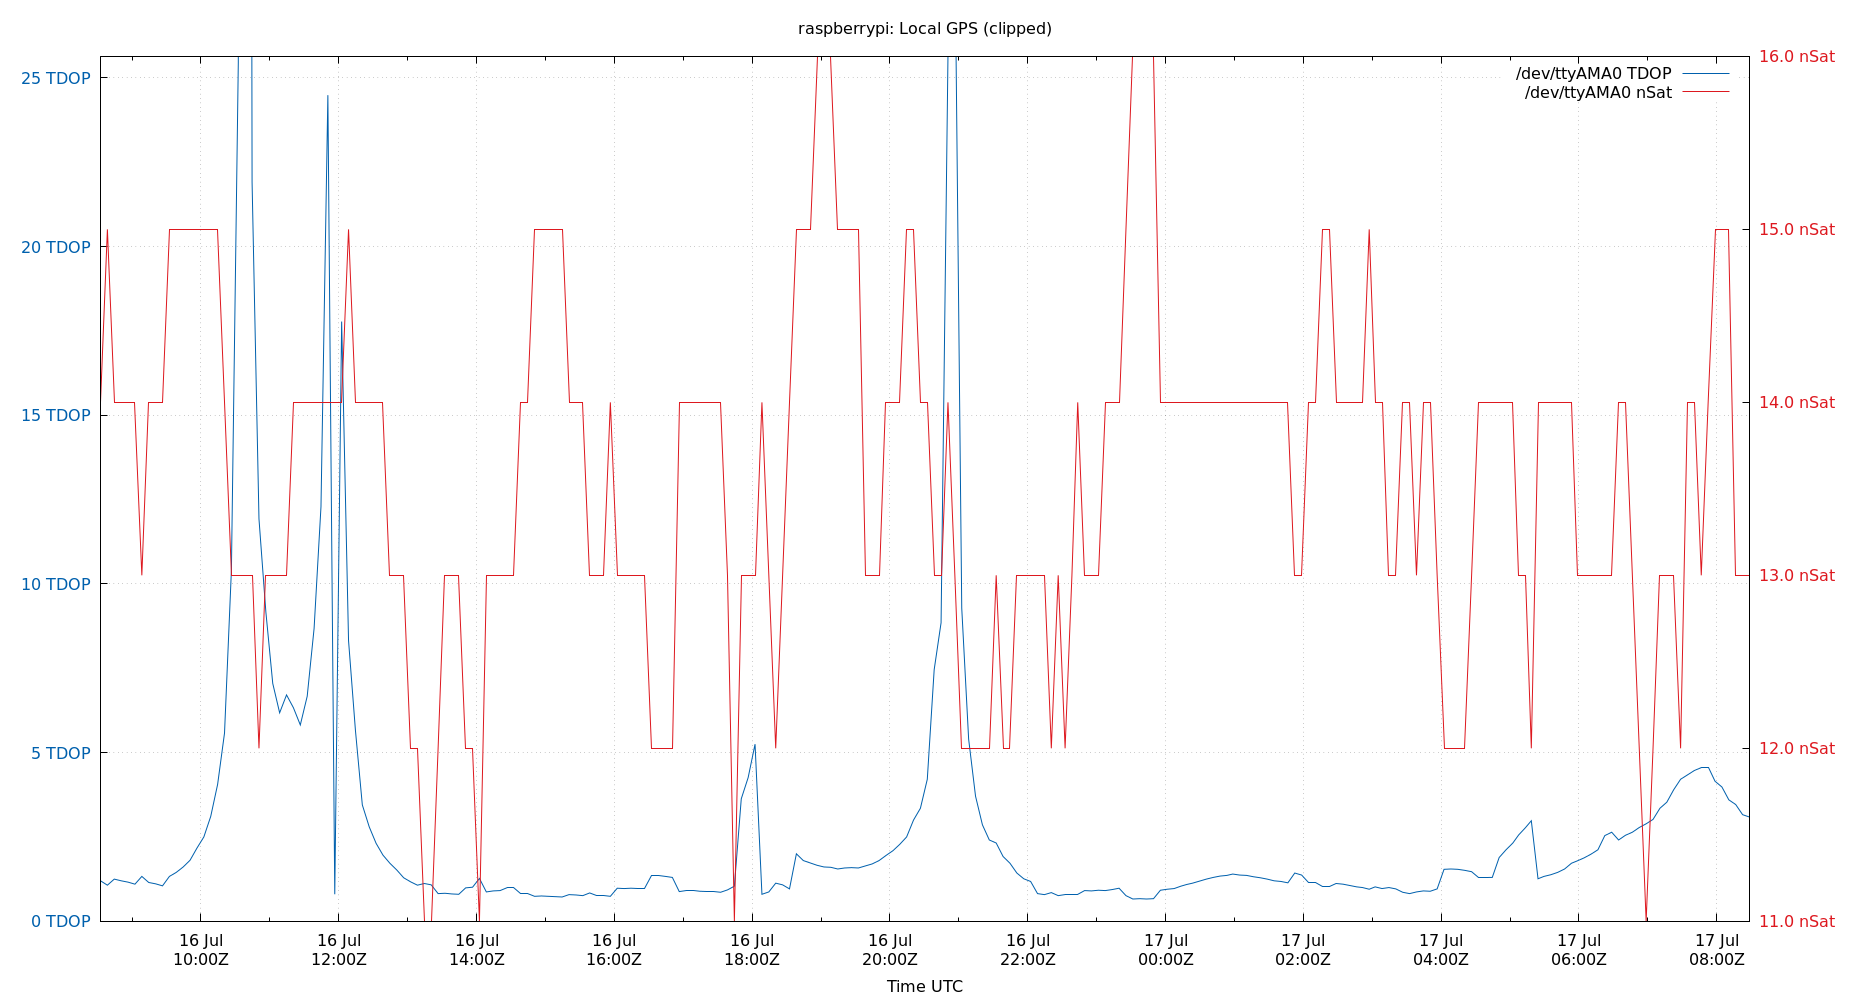 raspberrypi: Local GPS (clipped)
/dev/ttyAMA0 TDOP
/dev/ttyAMA0 nSat
25 TDOP
20 TDOP
15 TDOP
10 TDOP
5 TDOP
0 TDOP
16.0 nSat
15.0 nSat
14.0 nSat
13.0 nSat
12.0 nSat
11.0 nSat
16 Jul
10:00Z
16 Jul
12:00Z
16 Jul
14:00Z
16 Jul
16:00Z
16 Jul
18:00Z
16 Jul
20:00Z
16 Jul
22:00Z
17 Jul
00:00Z
17 Jul
02:00Z
17 Jul
04:00Z
17 Jul
06:00Z
17 Jul
08:00Z
Time UTC